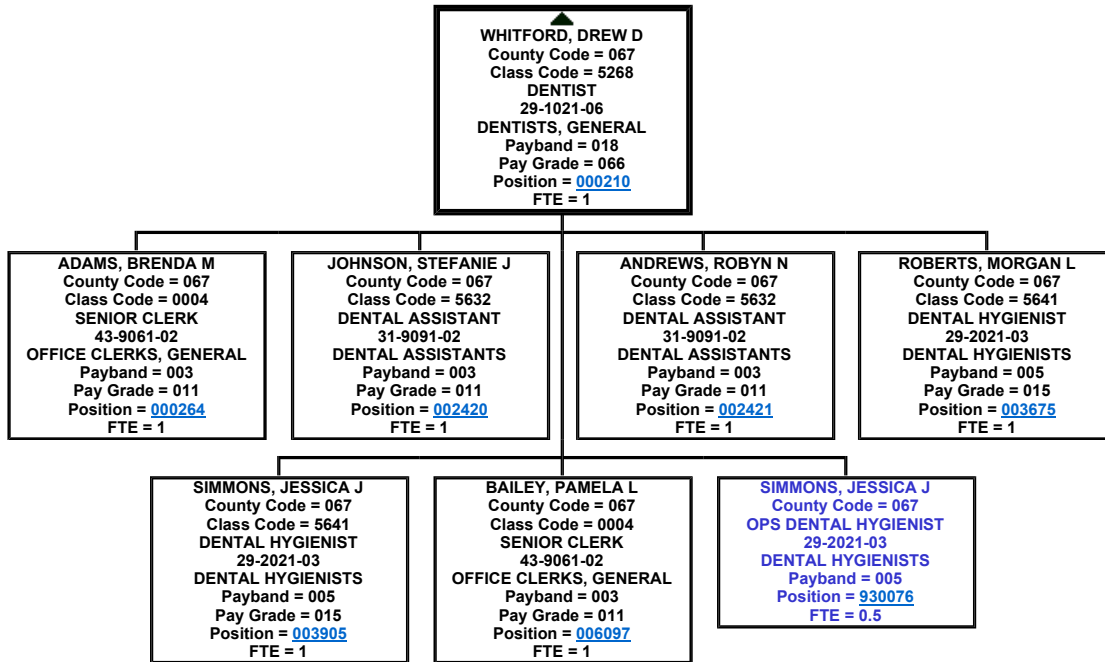 WHITFORD, DREW D
County Code = 067
Class Code = 5268
DENTIST
29-1021-06
DENTISTS, GENERAL
Payband = 018
Pay Grade = 066
Position = 000210
FTE = 1
ADAMS, BRENDA M
County Code = 067
Class Code = 0004
SENIOR CLERK
43-9061-02
OFFICE CLERKS, GENERAL
Payband = 003
Pay Grade = 011
Position = 000264
FTE = 1
JOHNSON, STEFANIE J
County Code = 067
Class Code = 5632
DENTAL ASSISTANT
31-9091-02
DENTAL ASSISTANTS
Payband = 003
Pay Grade = 011
Position = 002420
FTE = 1
ANDREWS, ROBYN N
County Code = 067
Class Code = 5632
DENTAL ASSISTANT
31-9091-02
DENTAL ASSISTANTS
Payband = 003
Pay Grade = 011
Position = 002421
FTE = 1
ROBERTS, MORGAN L
County Code = 067
Class Code = 5641
DENTAL HYGIENIST
29-2021-03
DENTAL HYGIENISTS
Payband = 005
Pay Grade = 015
Position = 003675
FTE = 1
SIMMONS, JESSICA J
County Code = 067
Class Code = 5641
DENTAL HYGIENIST
29-2021-03
DENTAL HYGIENISTS
Payband = 005
Pay Grade = 015
Position = 003905
FTE = 1
BAILEY, PAMELA L
County Code = 067
Class Code = 0004
SENIOR CLERK
43-9061-02
OFFICE CLERKS, GENERAL
Payband = 003
Pay Grade = 011
Position = 006097
FTE = 1
SIMMONS, JESSICA J
County Code = 067
OPS DENTAL HYGIENIST
29-2021-03
DENTAL HYGIENISTS
Payband = 005
Position = 930076
FTE = 0.5